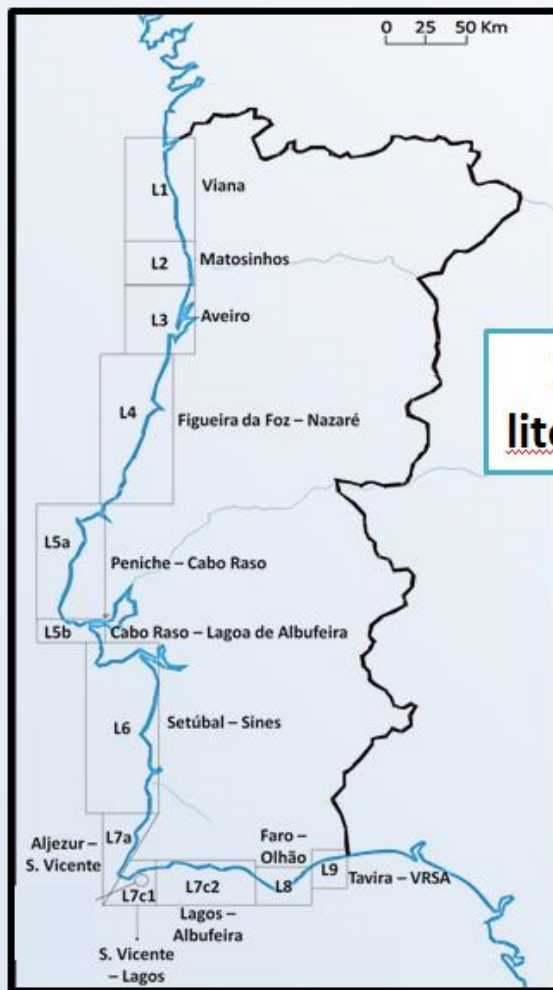 0 25 50 Km
L1 Viana
L2 Matosinhos
L3 Aveiro
L4 Figueira da Foz – Nazaré
L5a Peniche – Cabo Raso
L5b Cabo Raso – Lagoa de Albufeira
L6 Setúbal – Sines
L7a
Aljezur –
S. Vicente
L7c1
S. Vicente
– Lagos
L7c2
Lagos –
Albufeira
Faro –
Olhão
L8
L9
Tavira – VRSA